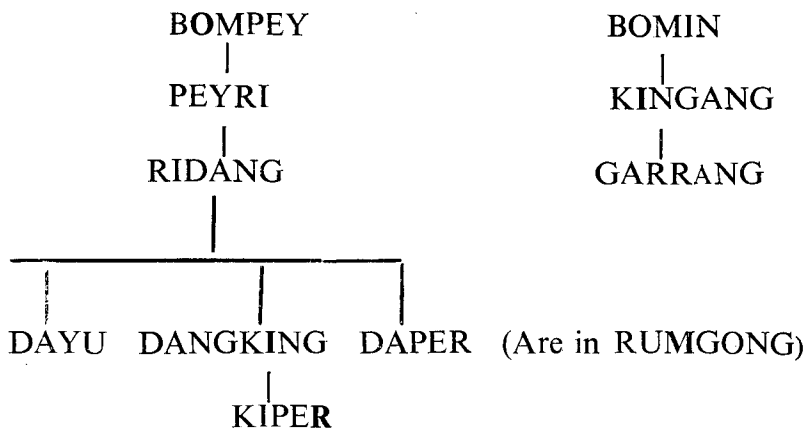 BOMPEY BOMIN
PEYRI KINGANG
RIDANG GARRANG
DAYU DANGKING DAPER (Are in RUMGONG)
KIPER